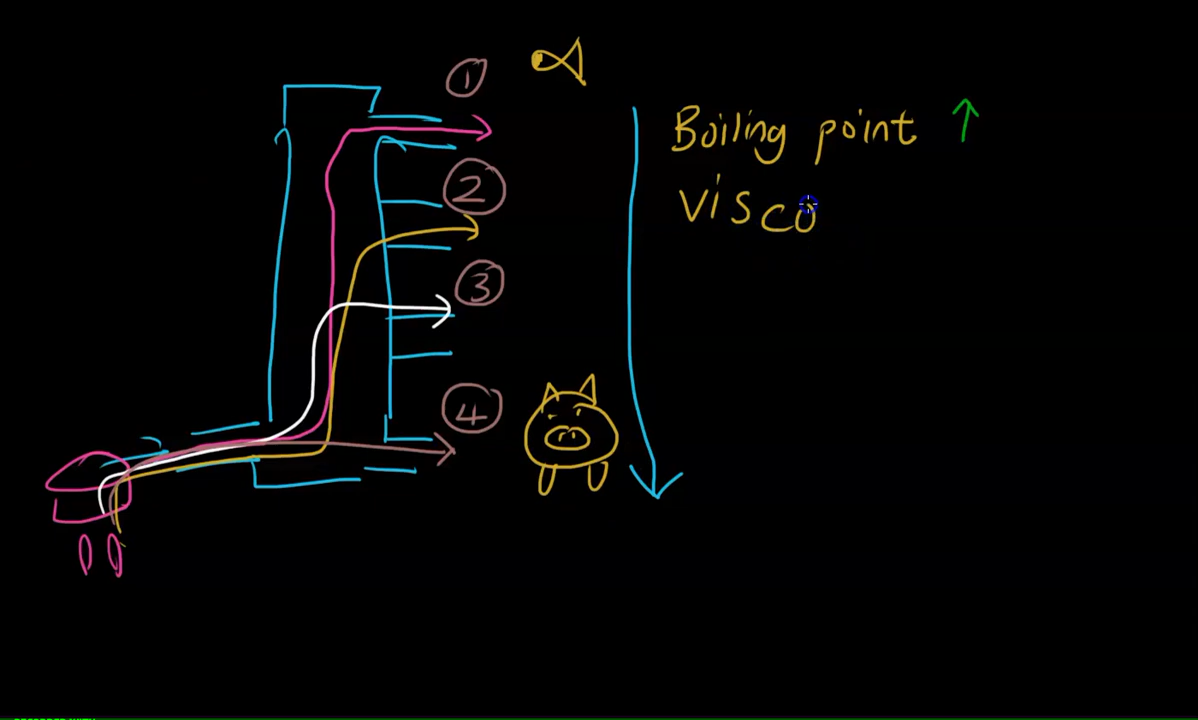 ①
Boiling point ↑
②
Visco
③
④